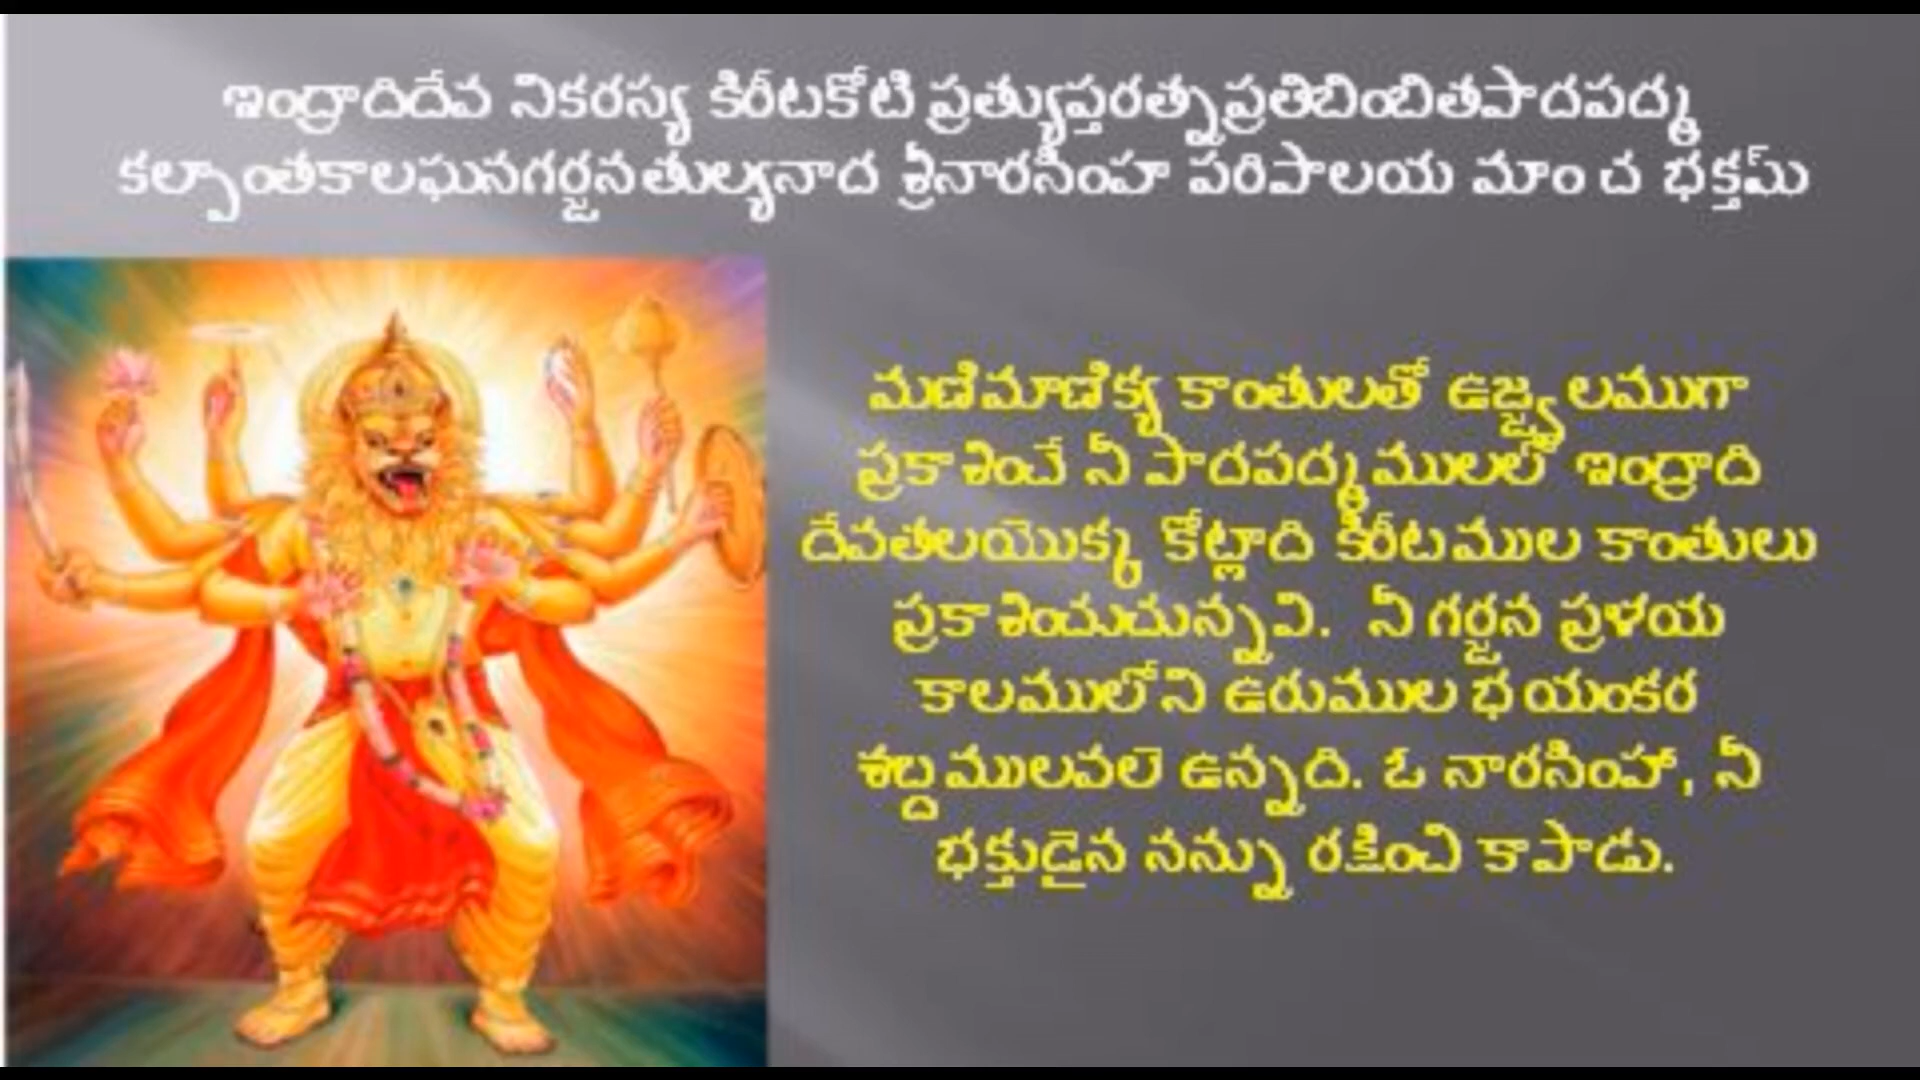 ఇంద్రాదిదేవ నికరస్య కిరీటకోటి ప్రత్యుప్తరత్నప్రతిబింబితపాదపద్మ
కల్పాంతకాలఘనగర్జనతుల్యనాద శ్రీనారసింహ పరిపాలయ మాం చ భక్తమ్
మణిమాణిక్య కాంతులతో ఉజ్జ్వలముగా
ప్రకాశించే నీ పాదపద్మములలో ఇంద్రాది
దేవతలయొక్క కోట్లాది కిరీటముల కాంతులు
ప్రకాశించుచున్నవి. నీ గర్జన ప్రళయ
కాలములోని ఉరుముల భయంకర
శబ్దములవలె ఉన్నది. ఓ నారసింహా, నీ
భక్తుడైన నన్ను రక్షించి కాపాడు.